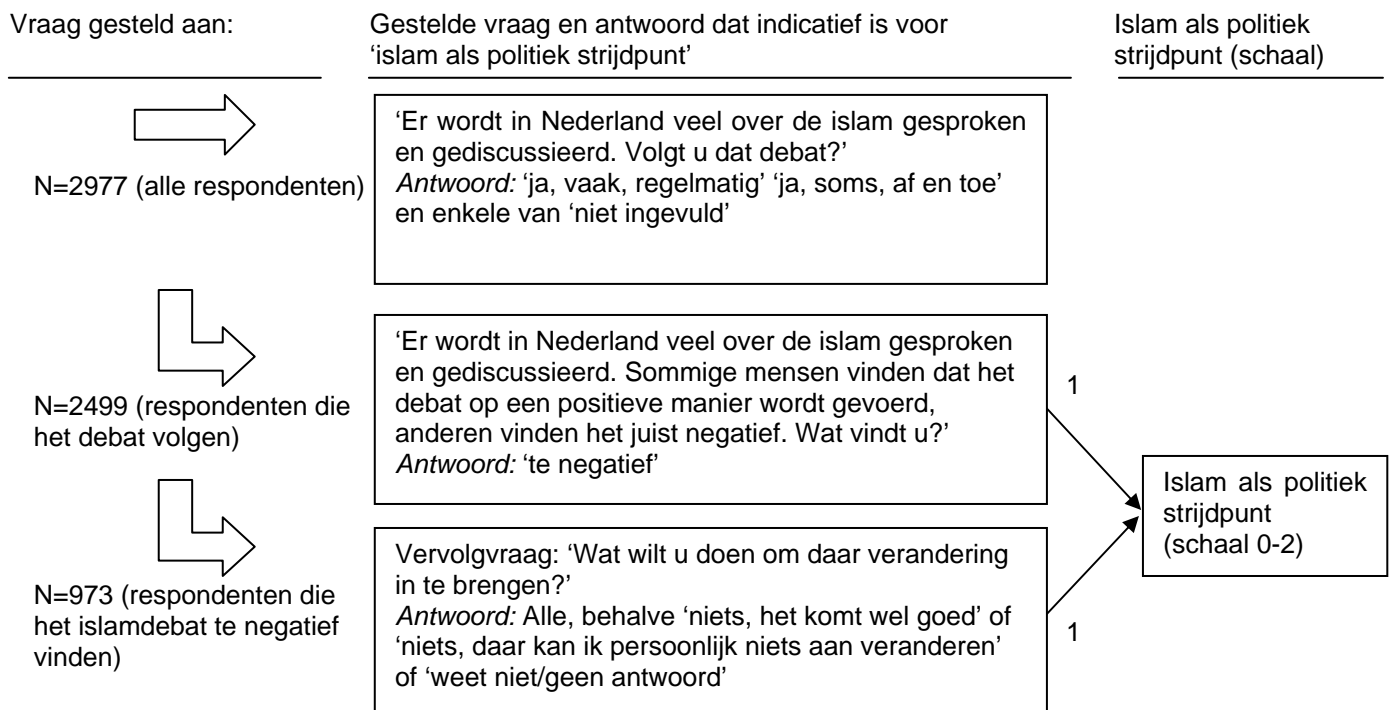 Vraag gesteld aan:
Gestelde vraag en antwoord dat indicatief is voor
‘islam als politiek strijdpunt’
Islam als politiek
strijdpunt (schaal)
N=2977 (alle respondenten)
‘Er wordt in Nederland veel over de islam gesproken
en gediscussieerd. Volgt u dat debat?’
Antwoord: ‘ja, vaak, regelmatig’ ‘ja, soms, af en toe’
en enkele van ‘niet ingevuld’
N=2499 (respondenten die
het debat volgen)
‘Er wordt in Nederland veel over de islam gesproken
en gediscussieerd. Sommige mensen vinden dat het
debat op een positieve manier wordt gevoerd,
anderen vinden het juist negatief. Wat vindt u?’
Antwoord: ‘te negatief’
1
N=973 (respondenten die
het islamdebat te negatief
vinden)
Vervolgvraag: ‘Wat wilt u doen om daar verandering
in te brengen?’
Antwoord: Alle, behalve ‘niets, het komt wel goed’ of
‘niets, daar kan ik persoonlijk niets aan veranderen’
of ‘weet niet/geen antwoord’
1
Islam als politiek
strijdpunt
(schaal 0-2)